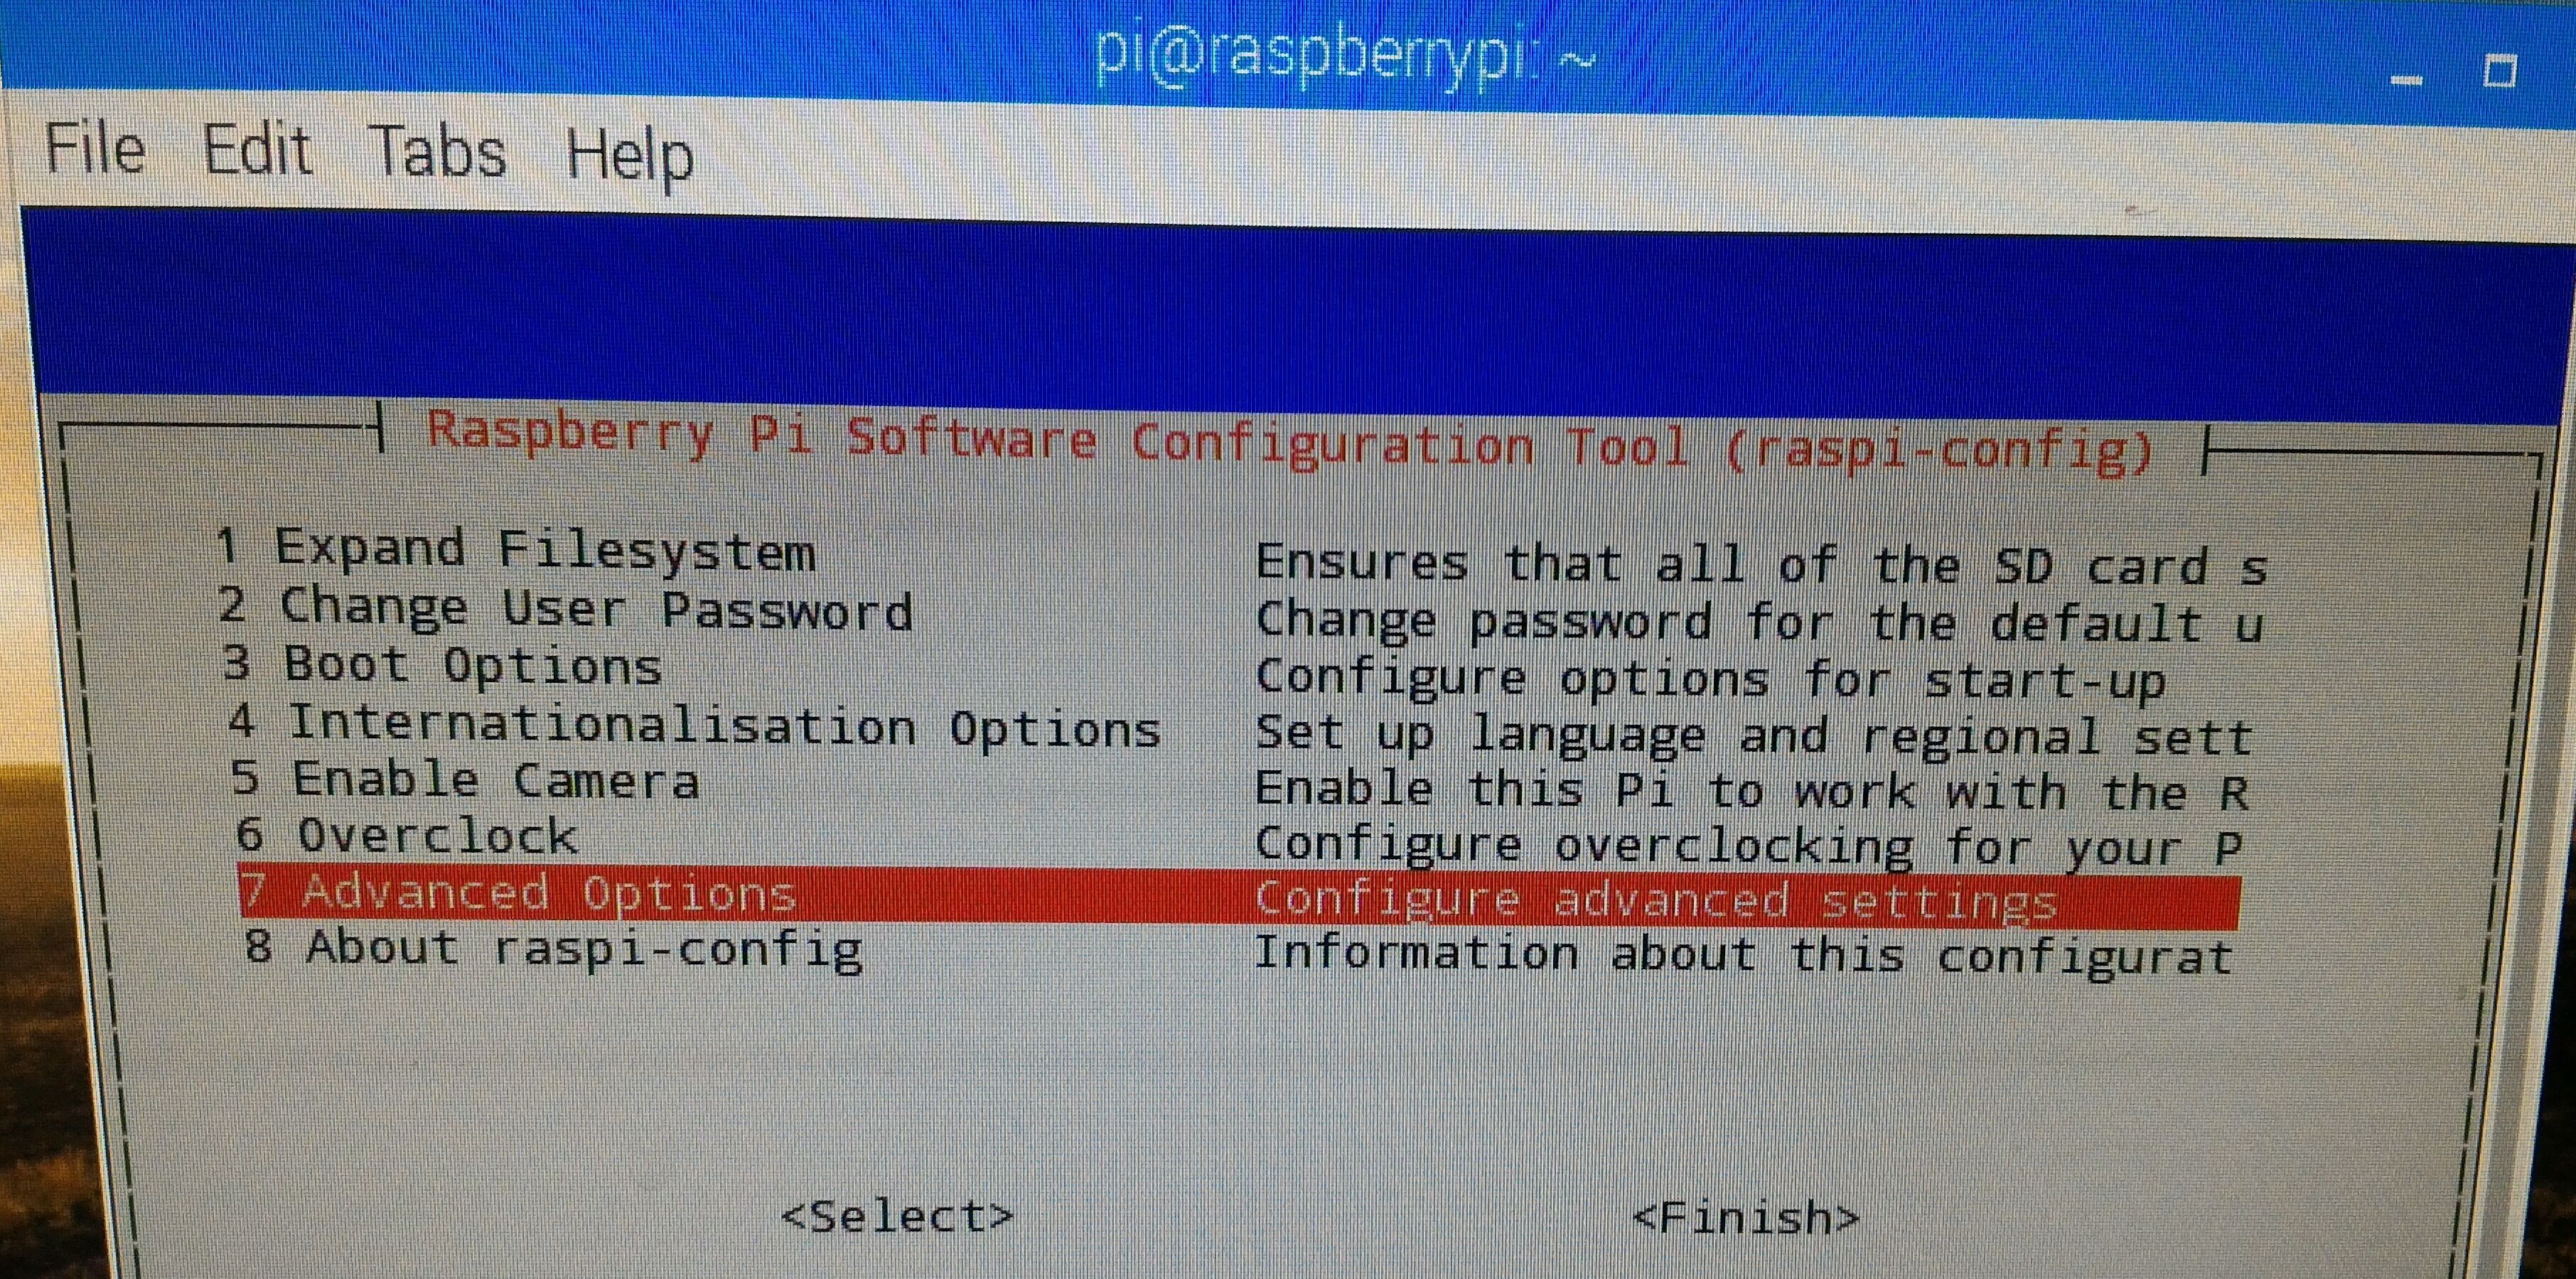 pi@raspberrypi: ~
File Edit Tabs Help
Raspberry Pi Software Configuration Tool (raspi-config)
1 Expand Filesystem Ensures that all of the SD card s
2 Change User Password Change password for the default u
3 Boot Options Configure options for start-up
4 Internationalisation Options Set up language and regional sett
5 Enable Camera Enable this Pi to work with the R
6 Overclock Configure overclocking for your P
7 Advanced Options Configure advanced settings
8 About raspi-config Information about this configurat
<Select> <Finish>